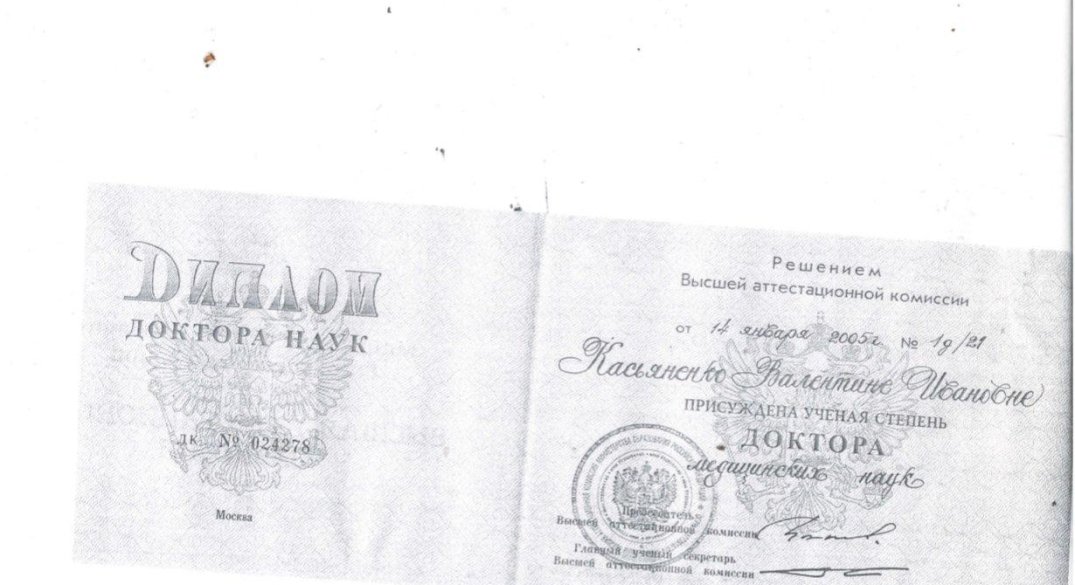 ДИПЛОМ
ДОКТОРА НАУК
ДК № 024278
Москва
Решением
Высшей аттестационной комиссии
от 14 января 2005г. № 1д/21
Касьяненко Валентине Ивановне
ПРИСУЖДЕНА УЧЕНАЯ СТЕПЕНЬ
ДОКТОРА
медицинских наук
Председатель
Высшей аттестационной комиссии
Главный ученый секретарь
Высшей аттестационной комиссии